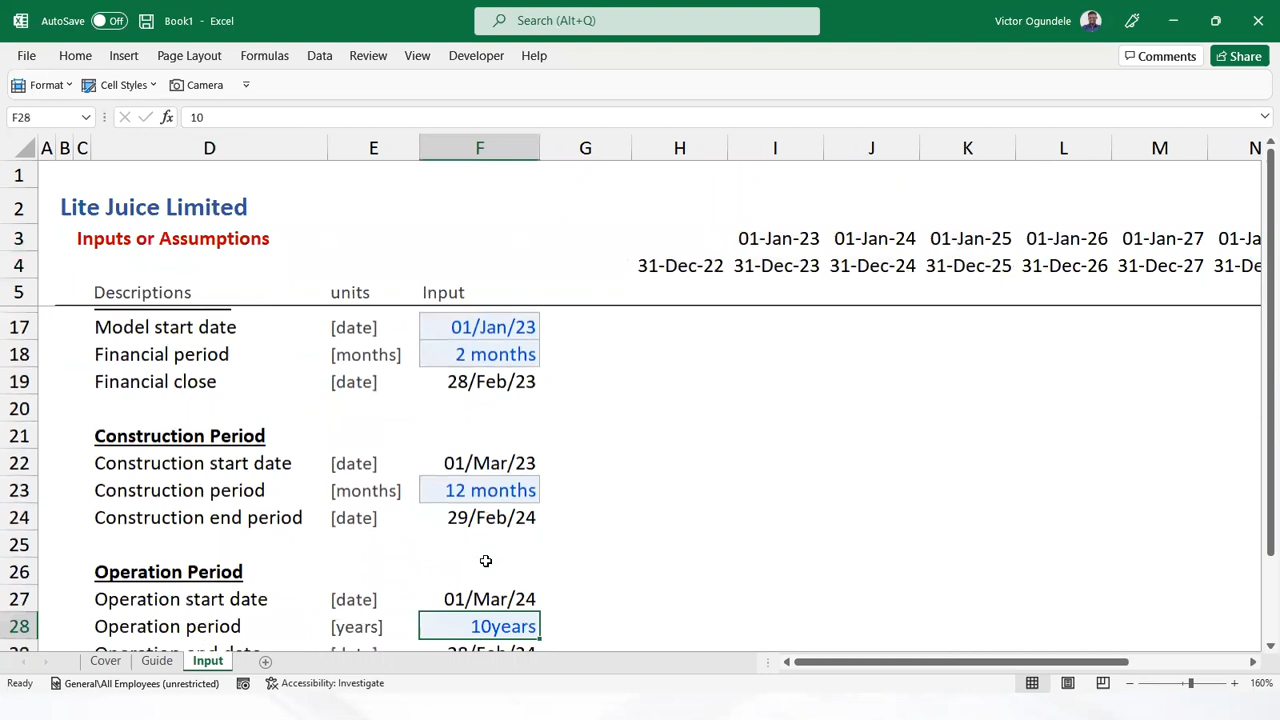 AutoSave Off Book1 - Excel Search (Alt+Q) Victor Ogundele
File Home Insert Draw Page Layout Formulas Data Review View Developer Help Comments Share
Format Cell Styles Camera
F28 fx 10
A B C D E F G H I J K L M N
1
2 Lite Juice Limited
3 Inputs or Assumptions 01-Jan-23 01-Jan-24 01-Jan-25 01-Jan-26 01-Jan-27 01-Ja
4 31-Dec-22 31-Dec-23 31-Dec-24 31-Dec-25 31-Dec-26 31-Dec-27 31-De
5 Descriptions units Input
17 Model start date [date] 01/Jan/23
18 Financial period [months] 2 months
19 Financial close [date] 28/Feb/23
20
21 Construction Period
22 Construction start date [date] 01/Mar/23
23 Construction period [months] 12 months
24 Construction end period [date] 29/Feb/24
25
26 Operation Period
27 Operation start date [date] 01/Mar/24
28 Operation period [years] 10years
Cover Guide Input
Ready General\All Employees (unrestricted) Accessibility: Investigate 160%